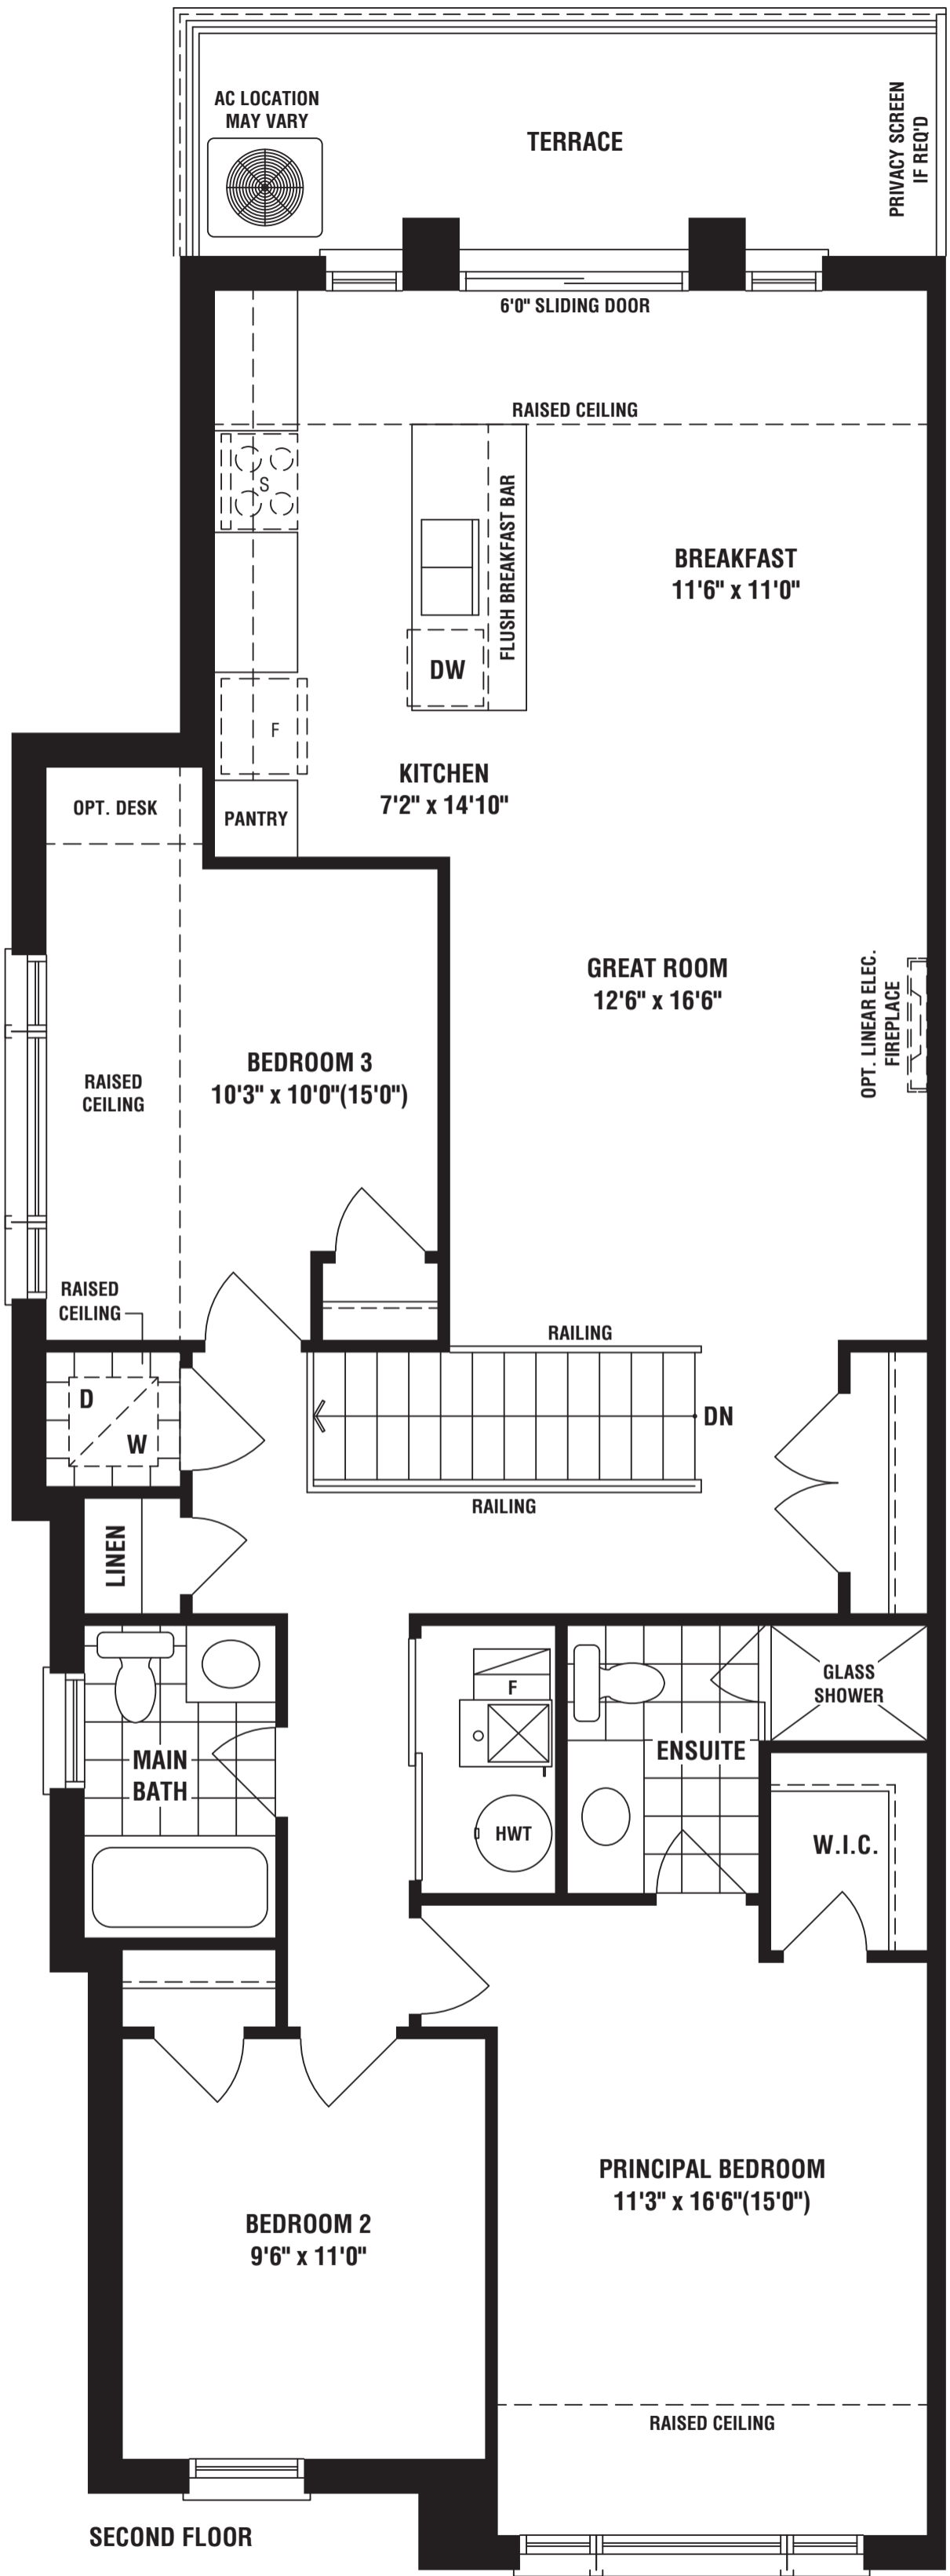 AC LOCATION
MAY VARY
TERRACE
PRIVACY SCREEN
IF REQ'D
6'0" SLIDING DOOR
RAISED CEILING
S
FLUSH BREAKFAST BAR
BREAKFAST
11'6" x 11'0"
DW
F
KITCHEN
7'2" x 14'10"
OPT. DESK
PANTRY
GREAT ROOM
12'6" x 16'6"
OPT. LINEAR ELEC.
FIREPLACE
BEDROOM 3
10'3" x 10'0"(15'0")
RAISED
CEILING
RAISED
CEILING
RAILING
D
W
DN
RAILING
LINEN
GLASS
SHOWER
F
ENSUITE
MAIN
BATH
HWT
W.I.C.
PRINCIPAL BEDROOM
11'3" x 16'6"(15'0")
BEDROOM 2
9'6" x 11'0"
RAISED CEILING
SECOND FLOOR